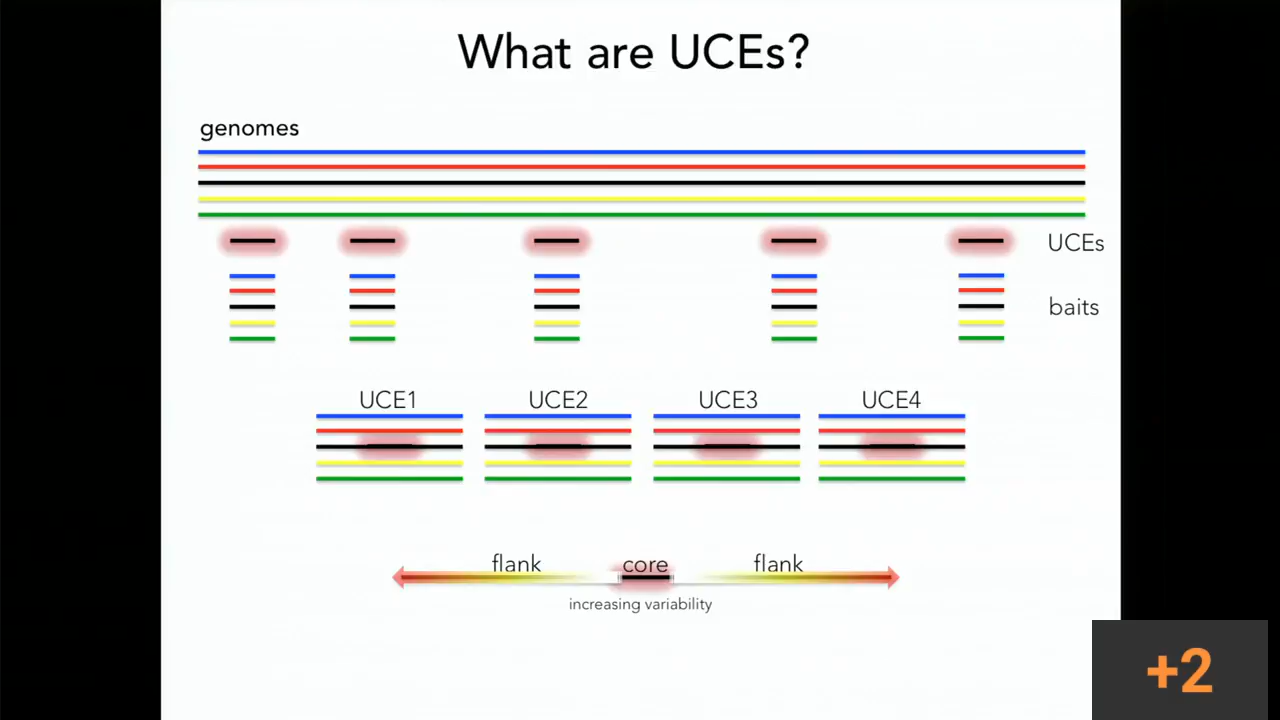 What are UCEs?
genomes
UCEs
baits
UCE1 UCE2 UCE3 UCE4
flank core flank
increasing variability
+2